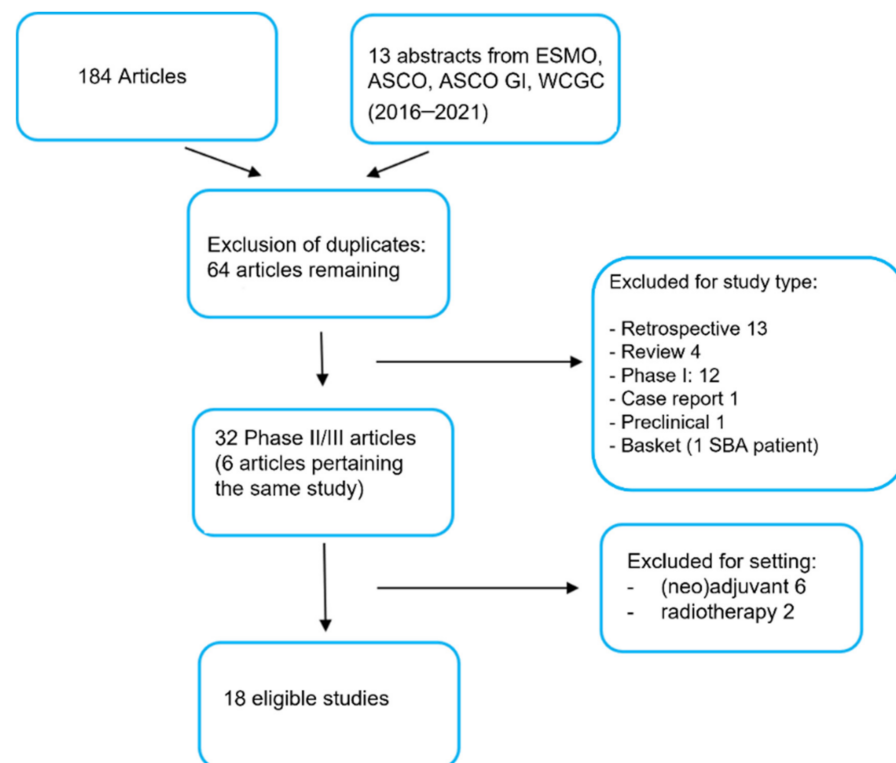 184 Articles
13 abstracts from ESMO,
ASCO, ASCO GI, WCGC
(2016–2021)
Exclusion of duplicates:
64 articles remaining
Excluded for study type:
- Retrospective 13
- Review 4
- Phase I: 12
- Case report 1
- Preclinical 1
- Basket (1 SBA patient)
32 Phase II/III articles
(6 articles pertaining
the same study)
Excluded for setting:
- (neo)adjuvant 6
- radiotherapy 2
18 eligible studies